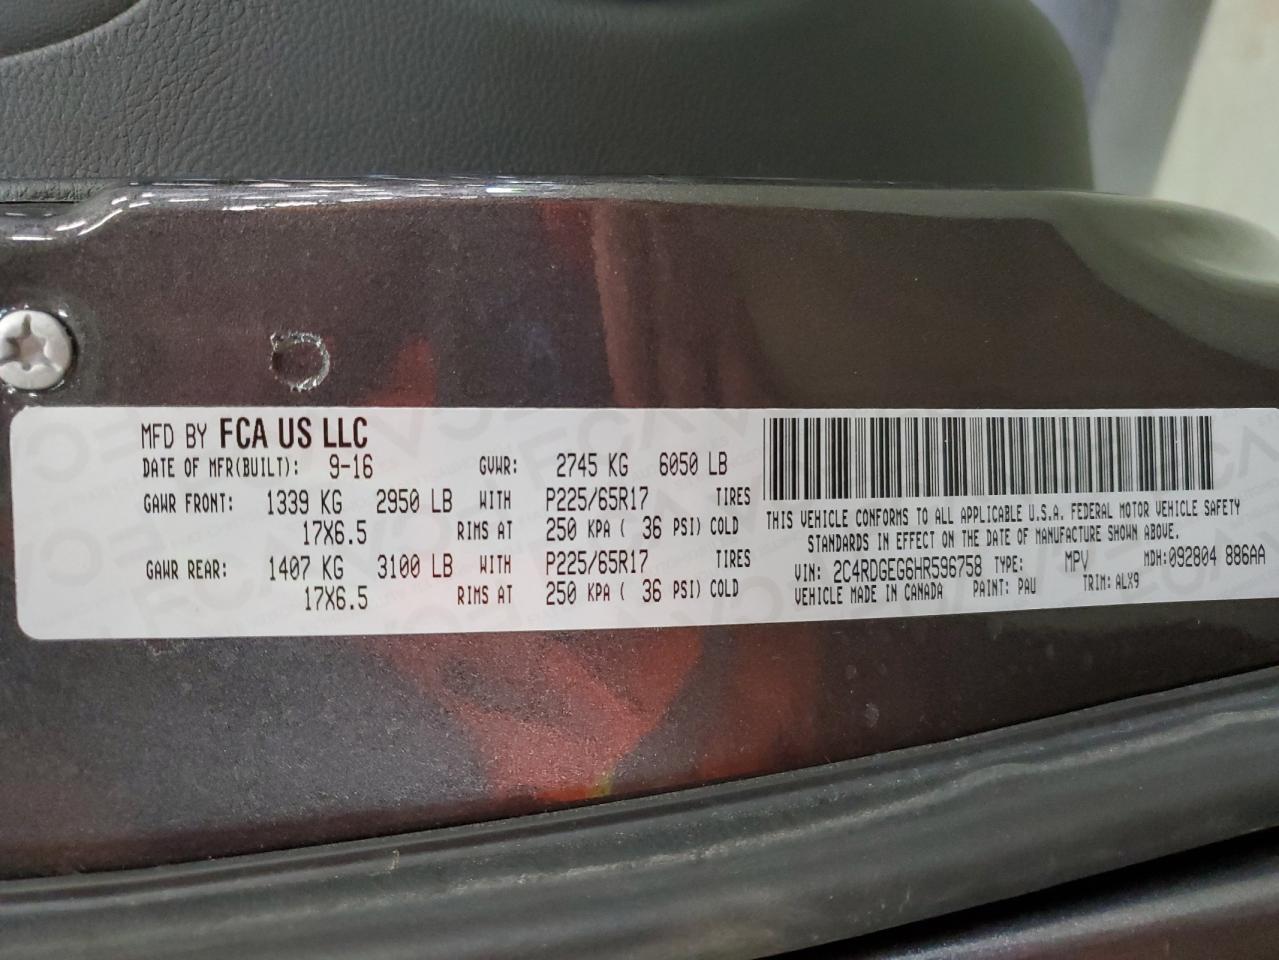 MFD BY FCA US LLC
DATE OF MFR(BUILT): 9-16 GVWR: 2745 KG 6050 LB
GAWR FRONT: 1339 KG 2950 LB WITH P225/65R17 TIRES
17X6.5 RIMS AT 250 KPA ( 36 PSI) COLD
GAWR REAR: 1407 KG 3100 LB WITH P225/65R17 TIRES
17X6.5 RIMS AT 250 KPA ( 36 PSI) COLD
THIS VEHICLE CONFORMS TO ALL APPLICABLE U.S.A. FEDERAL MOTOR VEHICLE SAFETY
STANDARDS IN EFFECT ON THE DATE OF MANUFACTURE SHOWN ABOVE.
VIN: 2C4RDGEG6HR596758 TYPE: MPV MDH:092804 886AA
VEHICLE MADE IN CANADA PAINT: PAU TRIM: ALX9